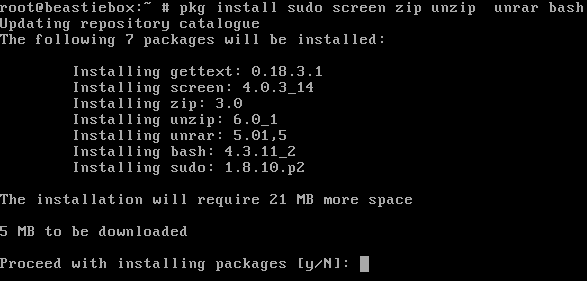 root@beastiebox:~ # pkg install sudo screen zip unzip  unrar bash
Updating repository catalogue
The following 7 packages will be installed:
Installing gettext: 0.18.3.1
Installing screen: 4.0.3_14
Installing zip: 3.0
Installing unzip: 6.0_1
Installing unrar: 5.01,5
Installing bash: 4.3.11_2
Installing sudo: 1.8.10.p2
The installation will require 21 MB more space
5 MB to be downloaded
Proceed with installing packages [y/N]: